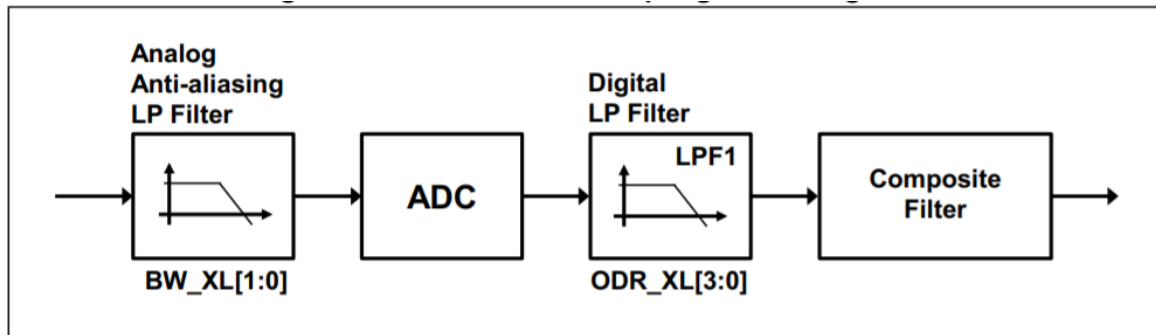 Analog
Anti-aliasing
LP Filter
Digital
LP Filter
LPF1
ADC
Composite
Filter
BW_XL[1:0]
ODR_XL[3:0]